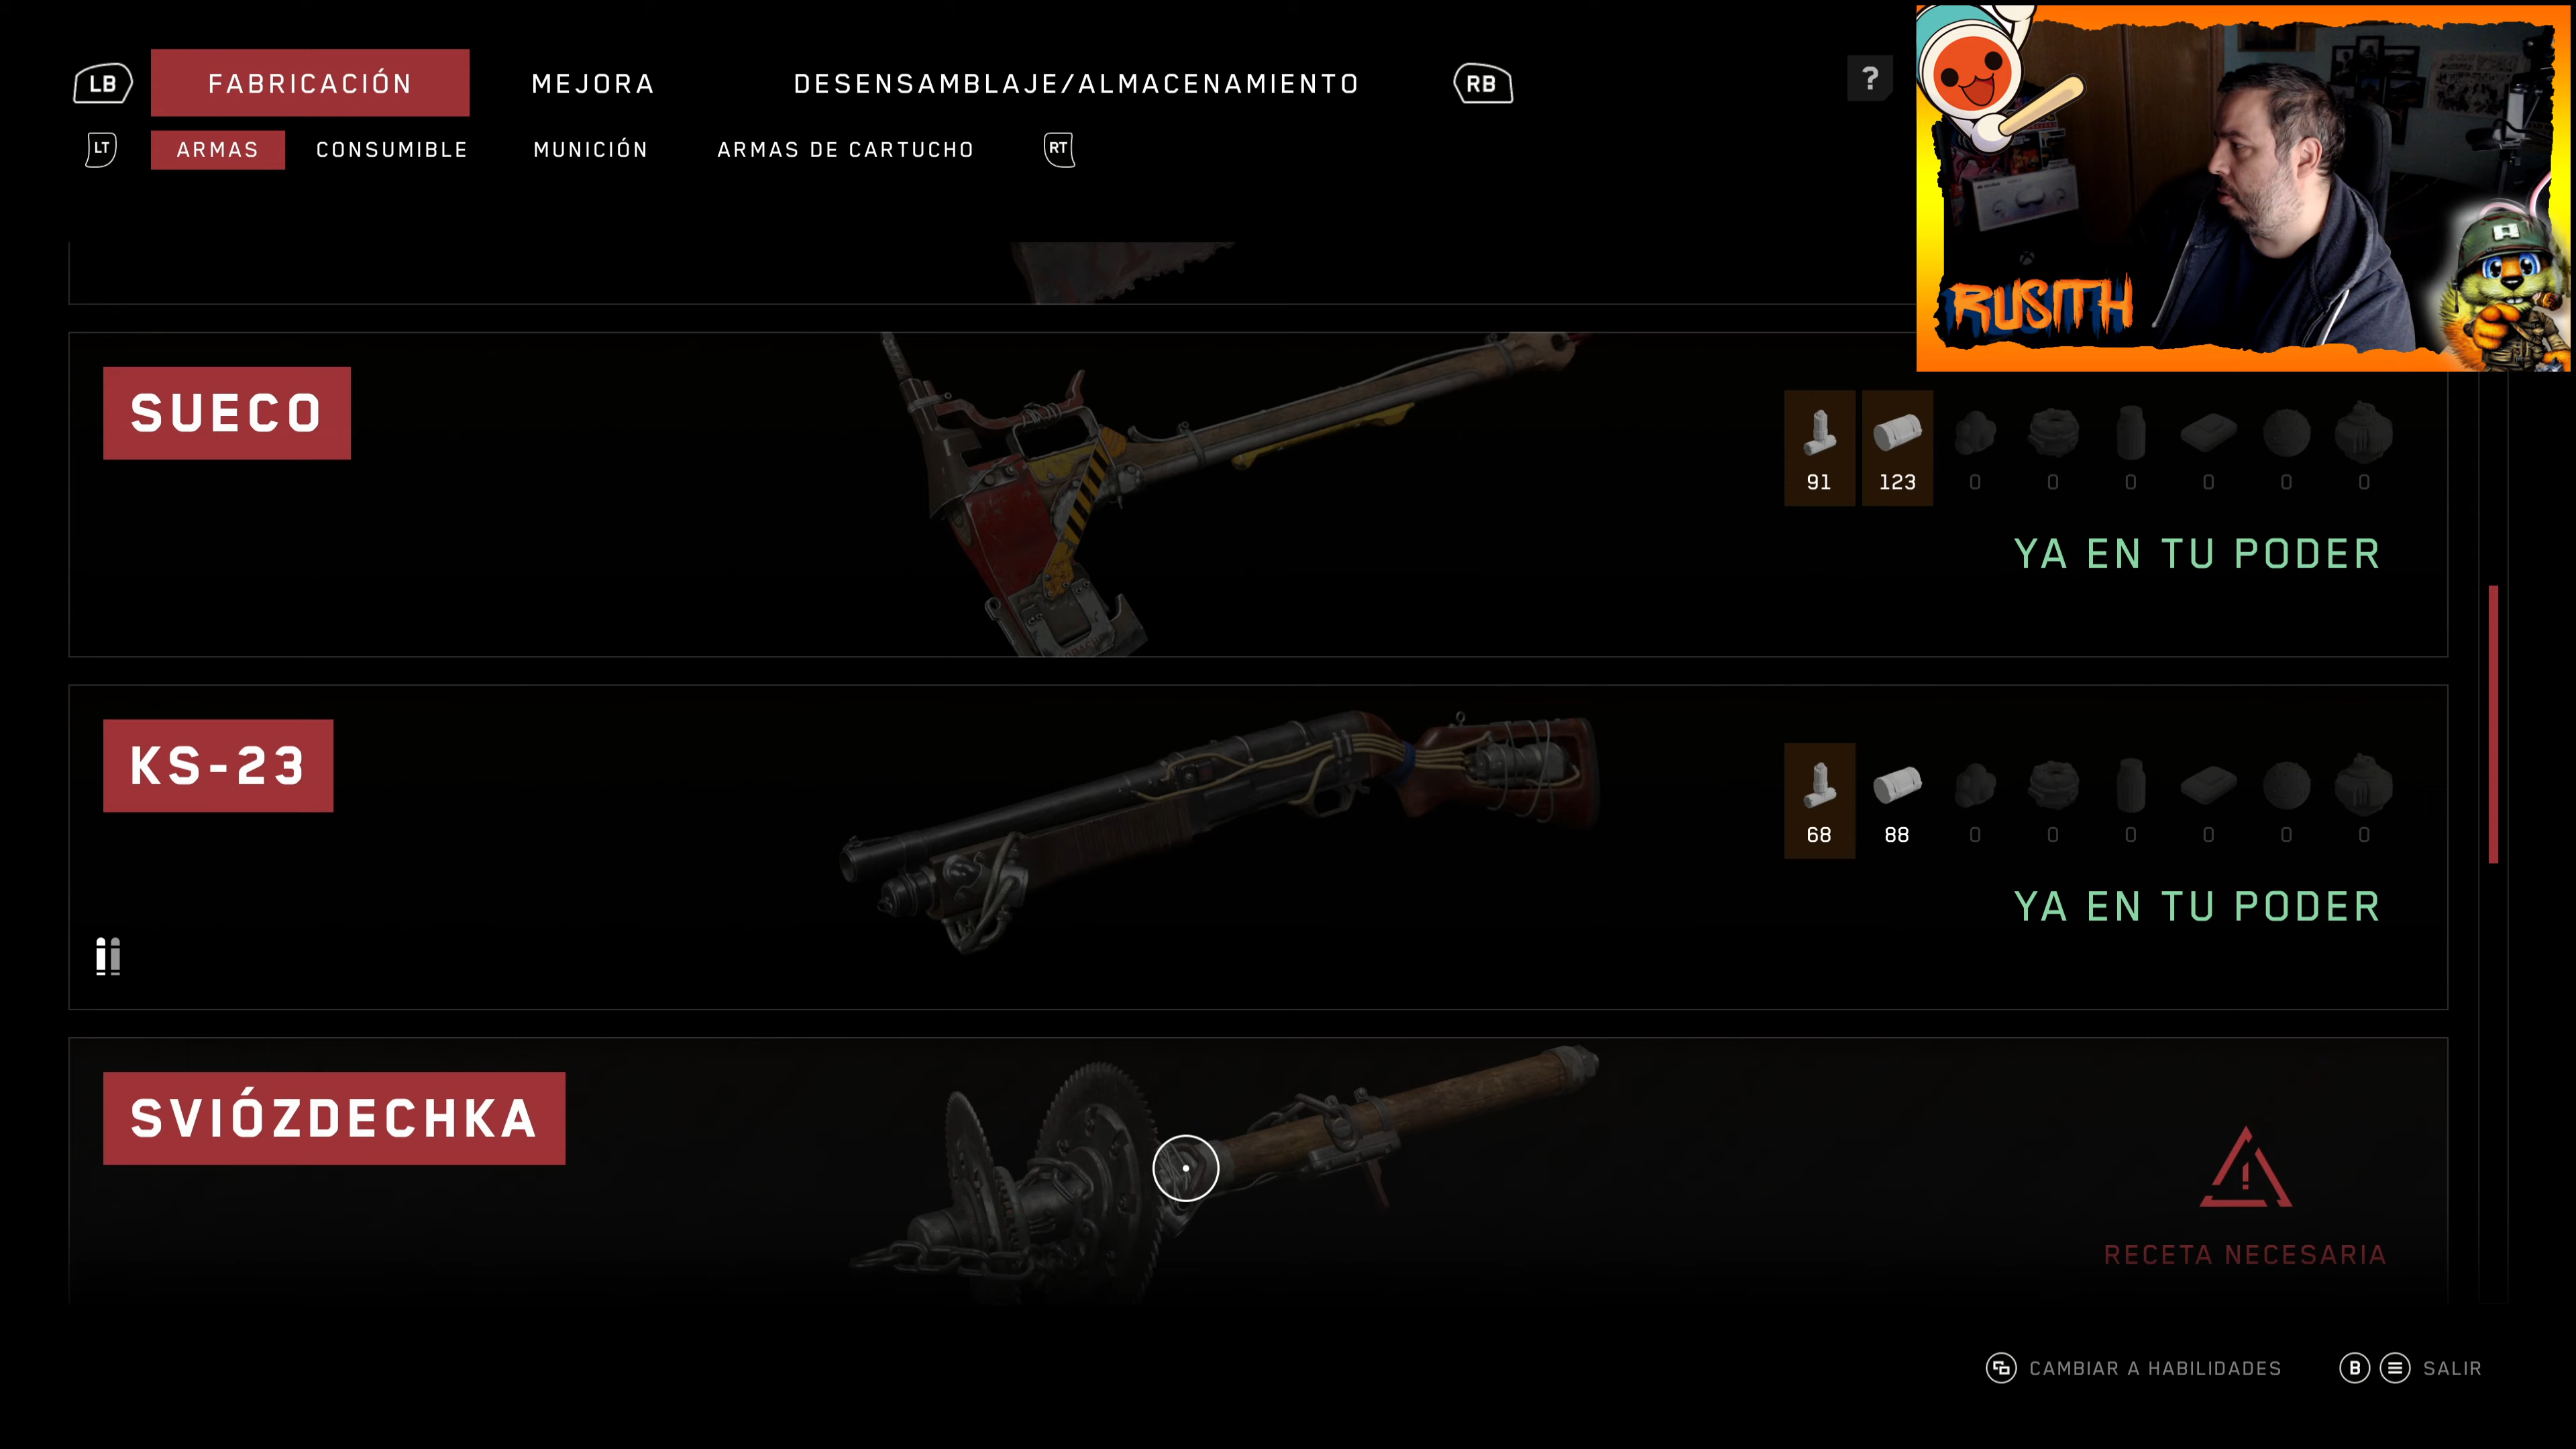 LB FABRICACIÓN MEJORA DESENSAMBLAJE/ALMACENAMIENTO RB ?
LT ARMAS CONSUMIBLE MUNICIÓN ARMAS DE CARTUCHO RT
RUSITH
SUECO
91 123 0 0 0 0 0 0
YA EN TU PODER
KS-23
68 88 0 0 0 0 0 0
YA EN TU PODER
SVIÓZDECHKA
RECETA NECESARIA
CAMBIAR A HABILIDADES B SALIR